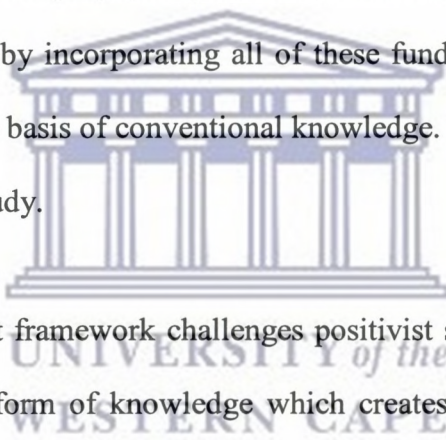 by incorporating all of these fund
basis of conventional knowledge.
udy.
t framework challenges positivist s
UNIVERSITY of the
form of knowledge which creates
WESTERN CAPE